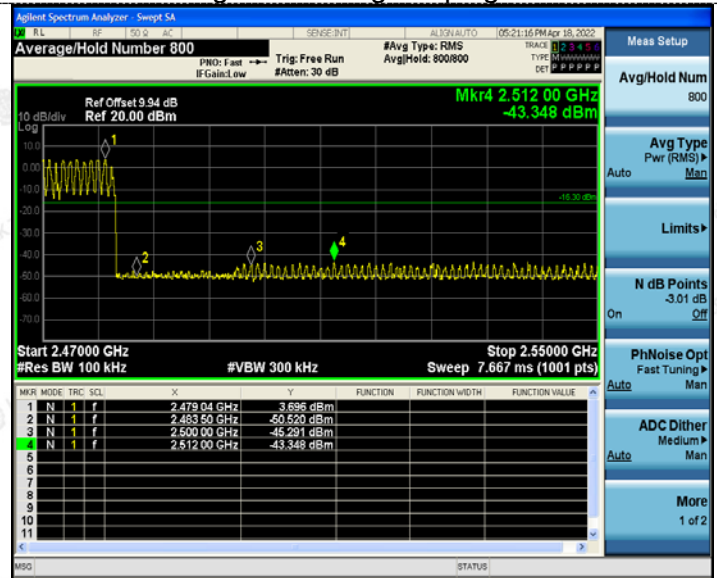 Agilent Spectrum Analyzer - Swept SA
RL RF 50 Ω AC SENSE:INT ALIGN AUTO 05:21:16 PM Apr 18, 2022
Average/Hold Number 800
PNO: Fast
IFGain:Low
Trig: Free Run
#Atten: 30 dB
#Avg Type: RMS
Avg|Hold: 800/800
TRACE 1 2 3 4 5 6
TYPE M
DET P P P P P P
Mkr4 2.512 00 GHz
-43.348 dBm
Ref Offset 9.94 dB
10 dB/div Ref 20.00 dBm
Log
10.0
0.00
-10.0
-20.0
-30.0
-40.0
-50.0
-60.0
-70.0
1
2
3
4
-16.30 dBm
Start 2.47000 GHz Stop 2.55000 GHz
#Res BW 100 kHz #VBW 300 kHz Sweep 7.667 ms (1001 pts)
MKR MODE TRC SCL X Y FUNCTION FUNCTION WIDTH FUNCTION VALUE
1 N 1 f 2.479 04 GHz 3.696 dBm
2 N 1 f 2.483 50 GHz -50.520 dBm
3 N 1 f 2.500 00 GHz -45.291 dBm
4 N 1 f 2.512 00 GHz -43.348 dBm
5
6
7
8
9
10
11
MSG STATUS
Meas Setup
Avg/Hold Num
800
Avg Type
Pwr (RMS)
Auto Man
Limits
N dB Points
-3.01 dB
On Off
PhNoise Opt
Fast Tuning
Auto Man
ADC Dither
Medium
Auto Man
More
1 of 2